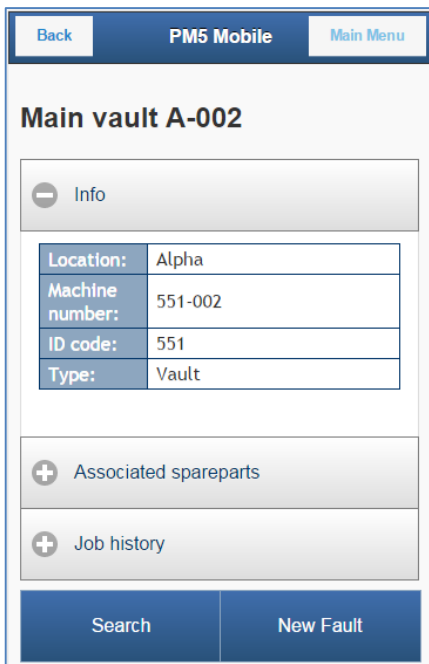 Back PM5 Mobile Main Menu
Main vault A-002
Info
Location: Alpha
Machine
number: 551-002
ID code: 551
Type: Vault
Associated spareparts
Job history
Search New Fault